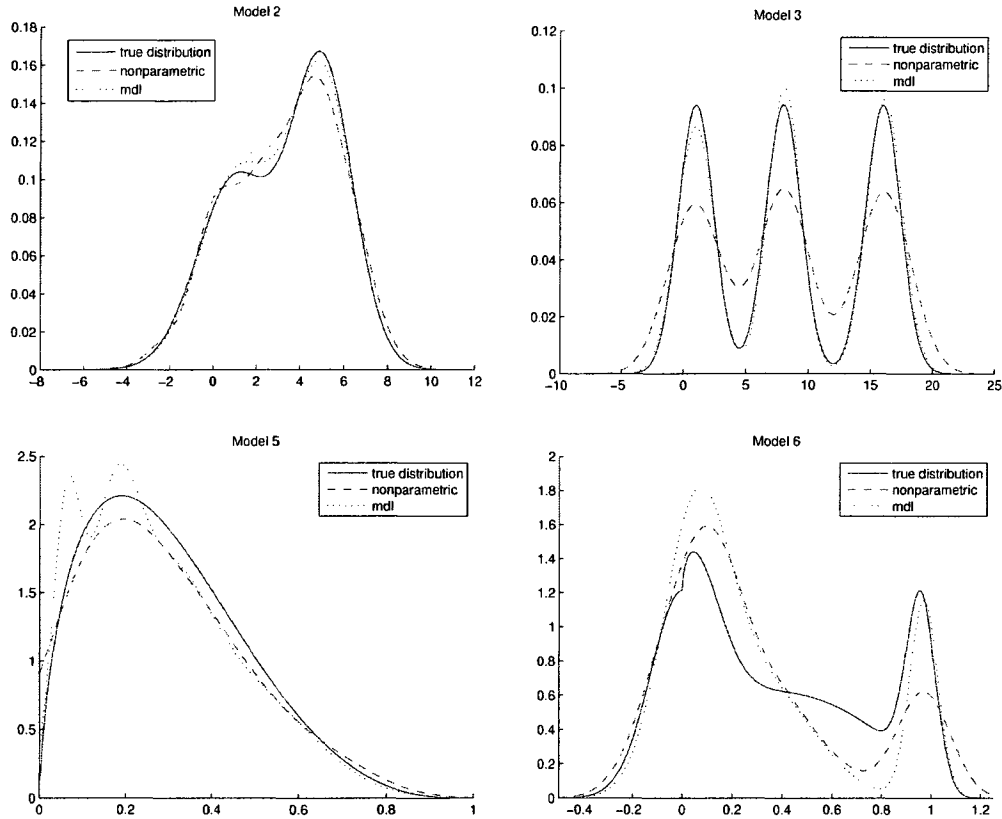 Model 2
true distribution
nonparametric
mdl
0.18
0.16
0.14
0.12
0.1
0.08
0.06
0.04
0.02
0
-8 -6 -4 -2 0 2 4 6 8 10 12
Model 3
true distribution
nonparametric
mdl
0.12
0.1
0.08
0.06
0.04
0.02
0
-10 -5 0 5 10 15 20 25
Model 5
true distribution
nonparametric
mdl
2.5
2
1.5
1
0.5
0
0 0.2 0.4 0.6 0.8 1
Model 6
true distribution
nonparametric
mdl
2
1.8
1.6
1.4
1.2
1
0.8
0.6
0.4
0.2
0
-0.4 -0.2 0 0.2 0.4 0.6 0.8 1 1.2